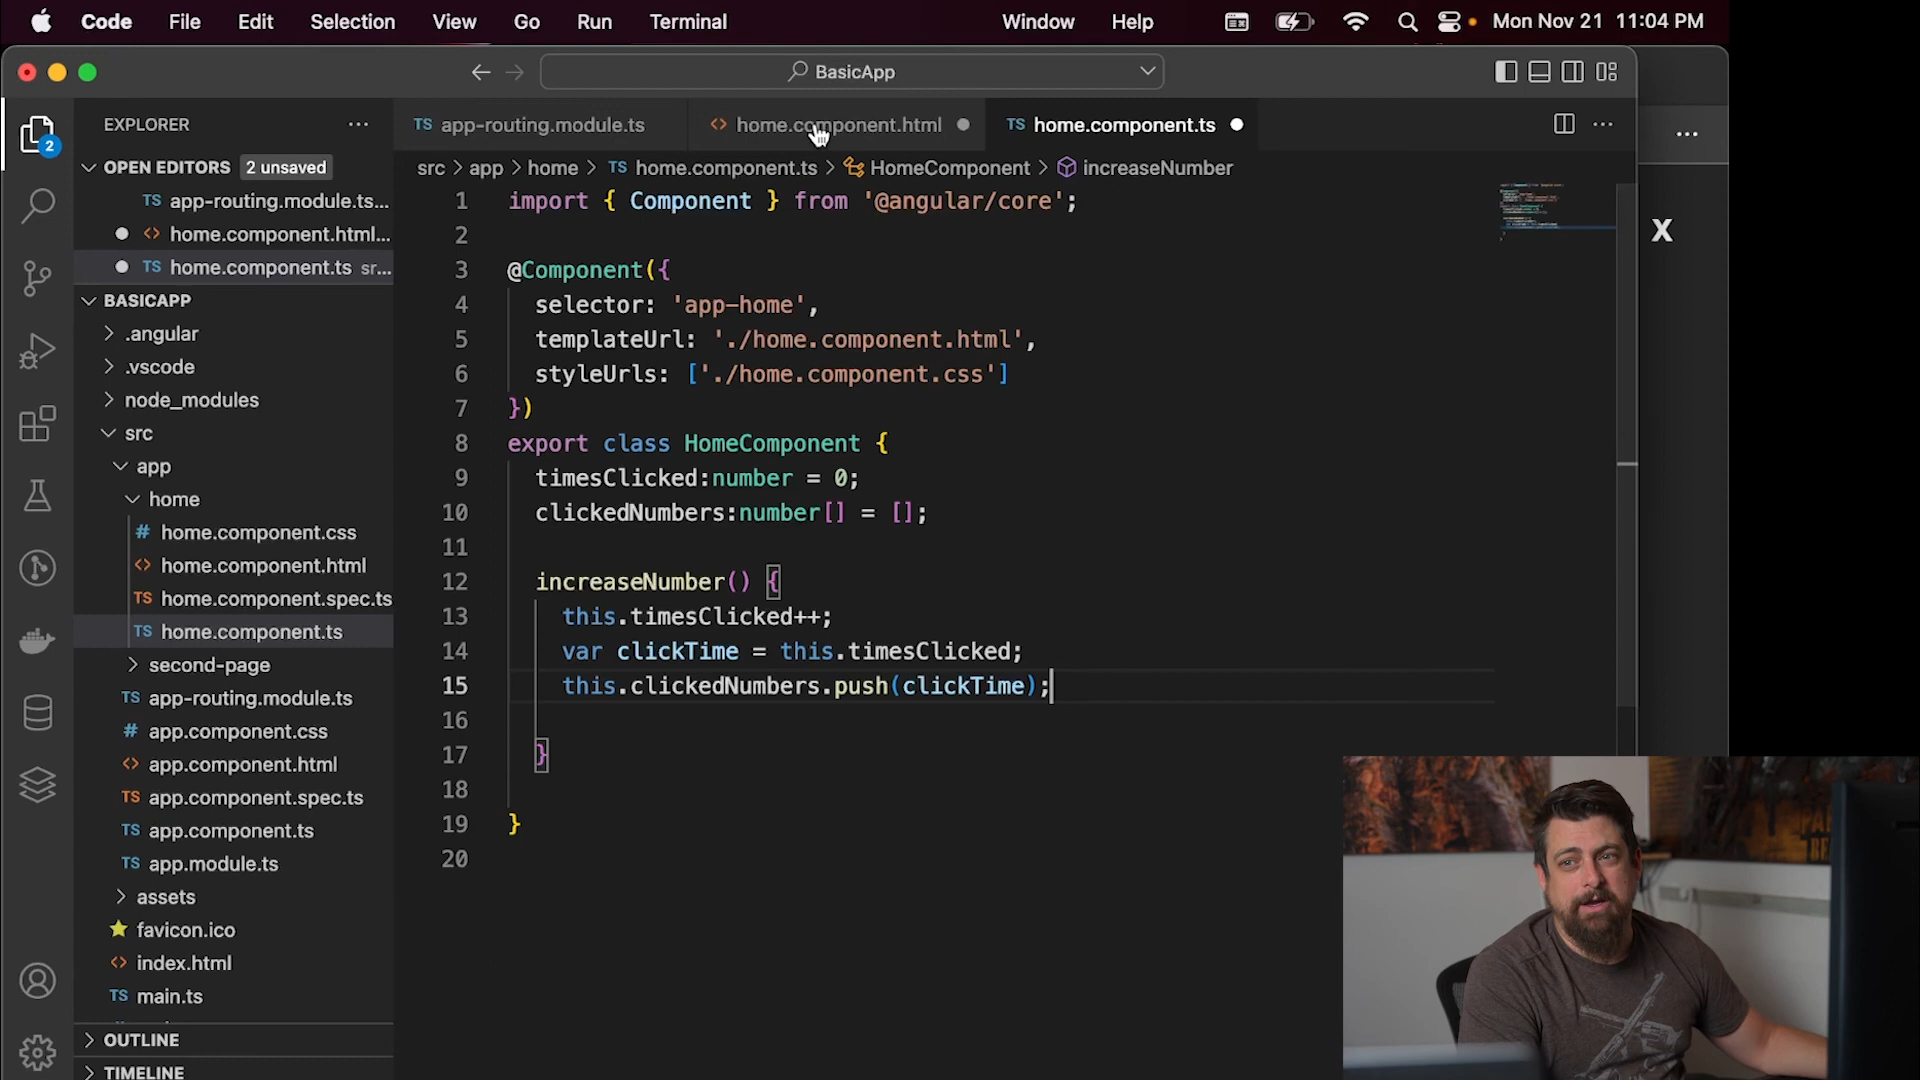 Code File Edit Selection View Go Run Terminal Window Help Mon Nov 21 11:04 PM
BasicApp
EXPLORER
OPEN EDITORS 2 unsaved
TS app-routing.module.ts...
<> home.component.html...
TS home.component.ts sr...
BASICAPP
.angular
.vscode
node_modules
src
app
home
# home.component.css
<> home.component.html
TS home.component.spec.ts
TS home.component.ts
second-page
TS app-routing.module.ts
# app.component.css
<> app.component.html
TS app.component.spec.ts
TS app.component.ts
TS app.module.ts
assets
favicon.ico
<> index.html
TS main.ts
OUTLINE
TIMELINE
2
TS app-routing.module.ts <> home.component.html TS home.component.ts
src > app > home > TS home.component.ts > HomeComponent > increaseNumber
1 import { Component } from '@angular/core';
2
3 @Component({
4 selector: 'app-home',
5 templateUrl: './home.component.html',
6 styleUrls: ['./home.component.css']
7 })
8 export class HomeComponent {
9 timesClicked:number = 0;
10 clickedNumbers:number[] = [];
11
12 increaseNumber() {
13 this.timesClicked++;
14 var clickTime = this.timesClicked;
15 this.clickedNumbers.push(clickTime);
16
17 }
18
19 }
20
X